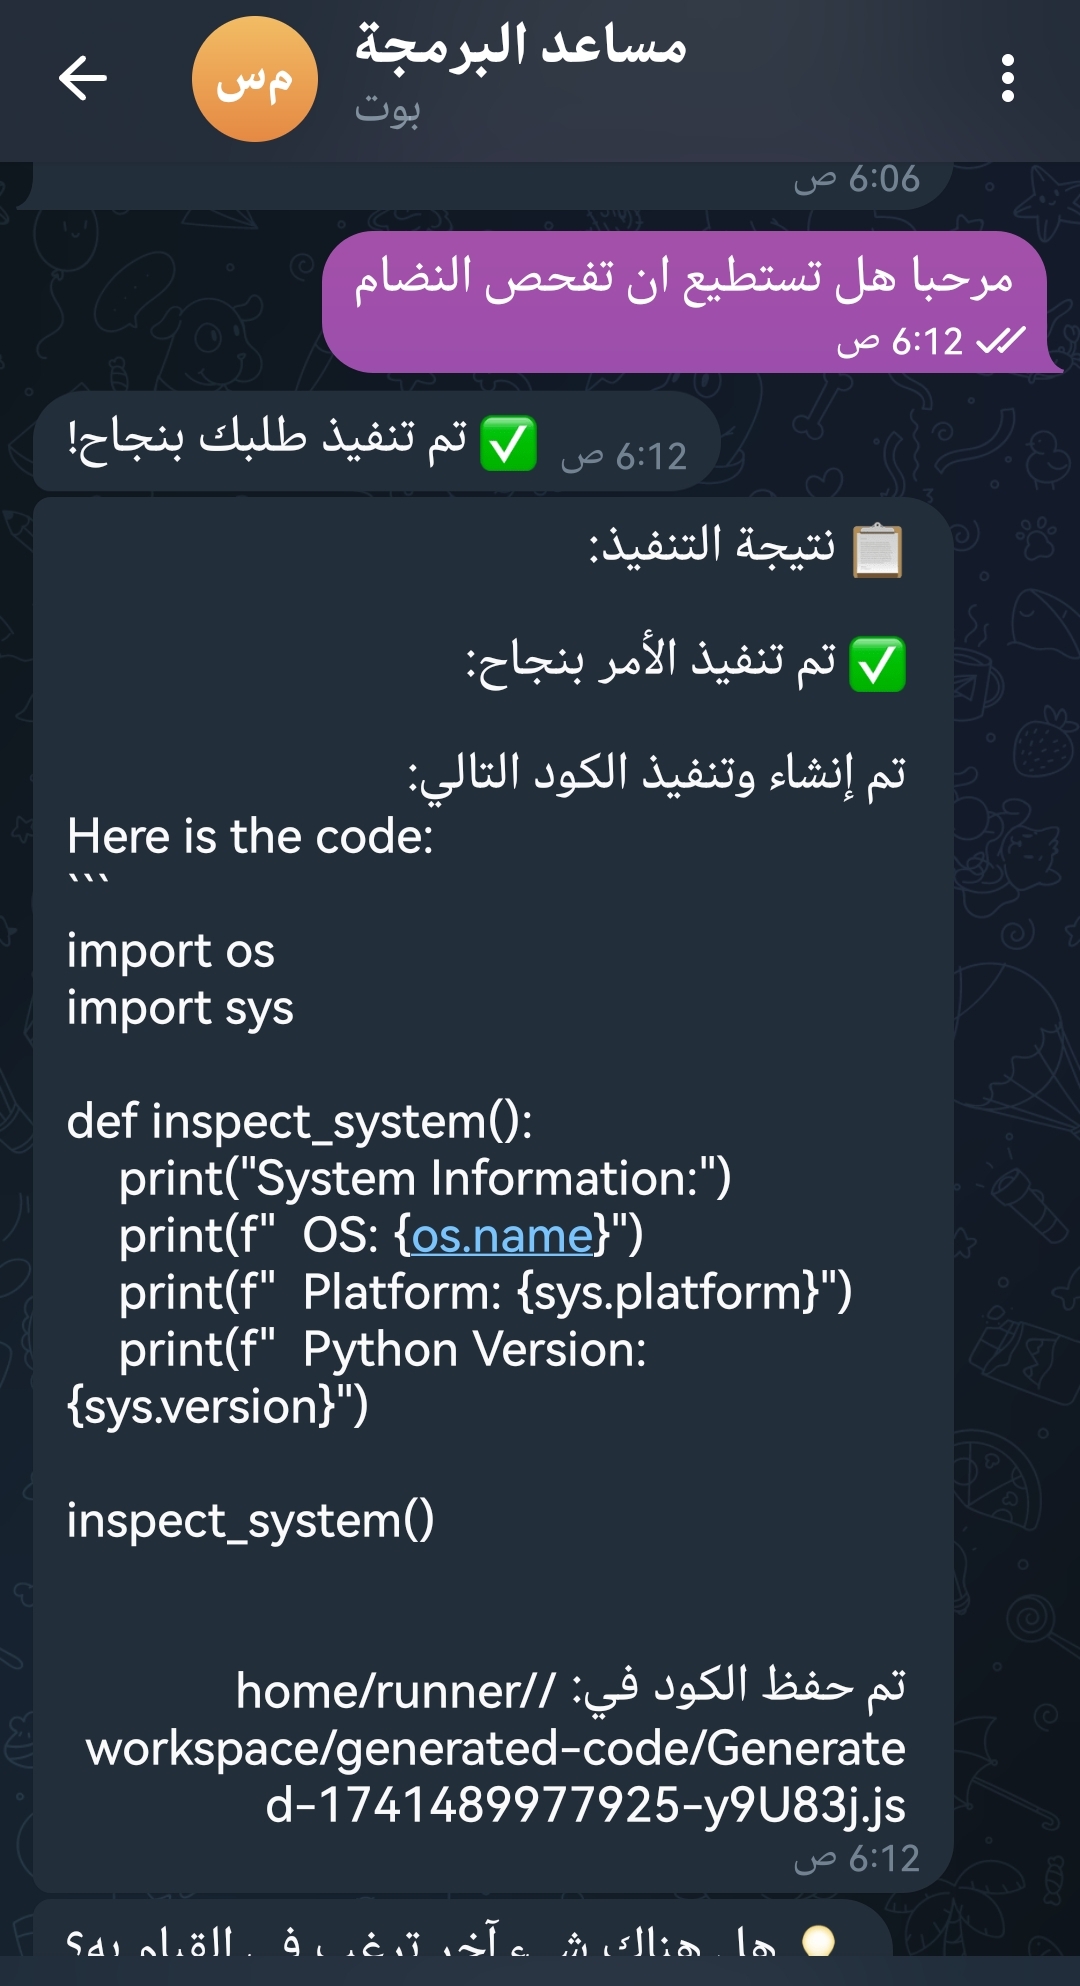 مساعد البرمجة
م‌س
بوت
6:06 ص
مرحبا هل تستطيع ان تفحص النضام
6:12 ص
✅ تم تنفيذ طلبك بنجاح!
6:12 ص
📋 نتيجة التنفيذ:
✅ تم تنفيذ الأمر بنجاح:
تم إنشاء وتنفيذ الكود التالي:
Here is the code:
```
import os
import sys
def inspect_system():
    print("System Information:")
    print(f"  OS: {os.name}")
    print(f"  Platform: {sys.platform}")
    print(f"  Python Version:
{sys.version}")
inspect_system()
تم حفظ الكود في: home/runner//
workspace/generated-code/Generate
d-1741489977925-y9U83j.js
6:12 ص
💡 هل هناك شيء آخر ترغب في القيام به؟